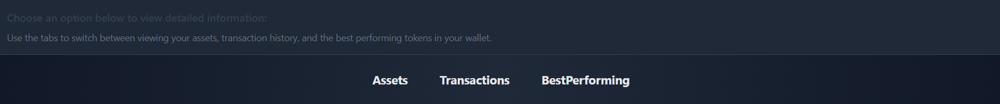 Choose an option below to view detailed information:
Use the tabs to switch between viewing your assets, transaction history, and the best performing tokens in your wallet.
Assets Transactions BestPerforming